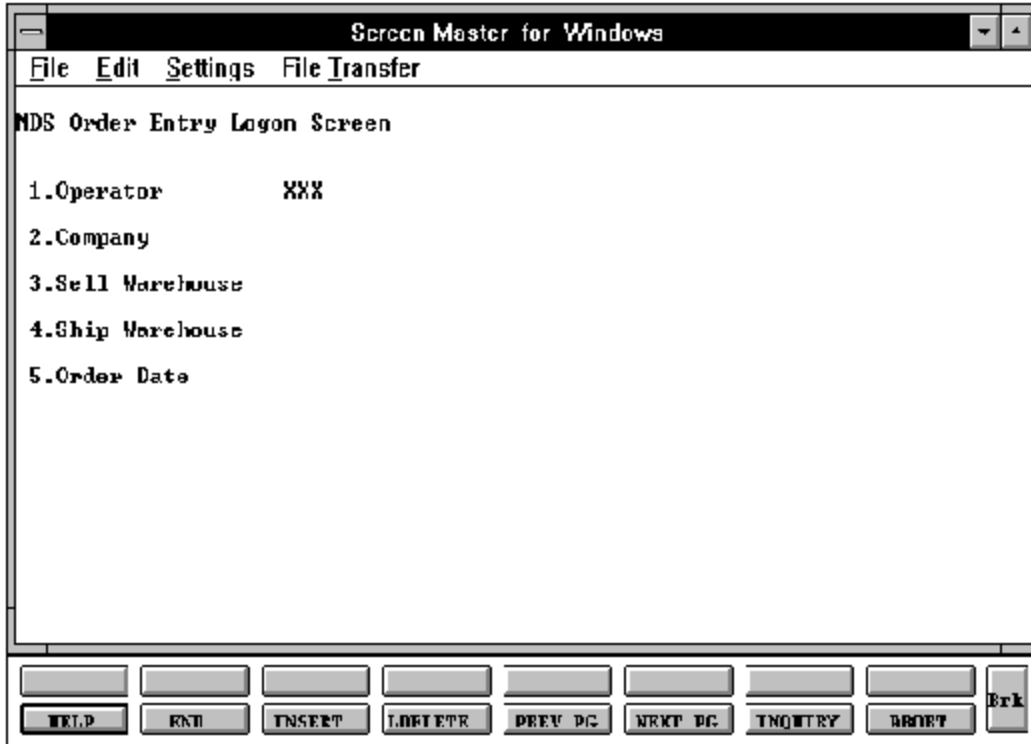 Screen Master for Windows
File Edit Settings File Transfer
NDS Order Entry Logon Screen
1.Operator XXX
2.Company
3.Sell Warehouse
4.Ship Warehouse
5.Order Date
HELP END INSERT LDELETE PREV PG NEXT PG INQUIRY ABORT Brk